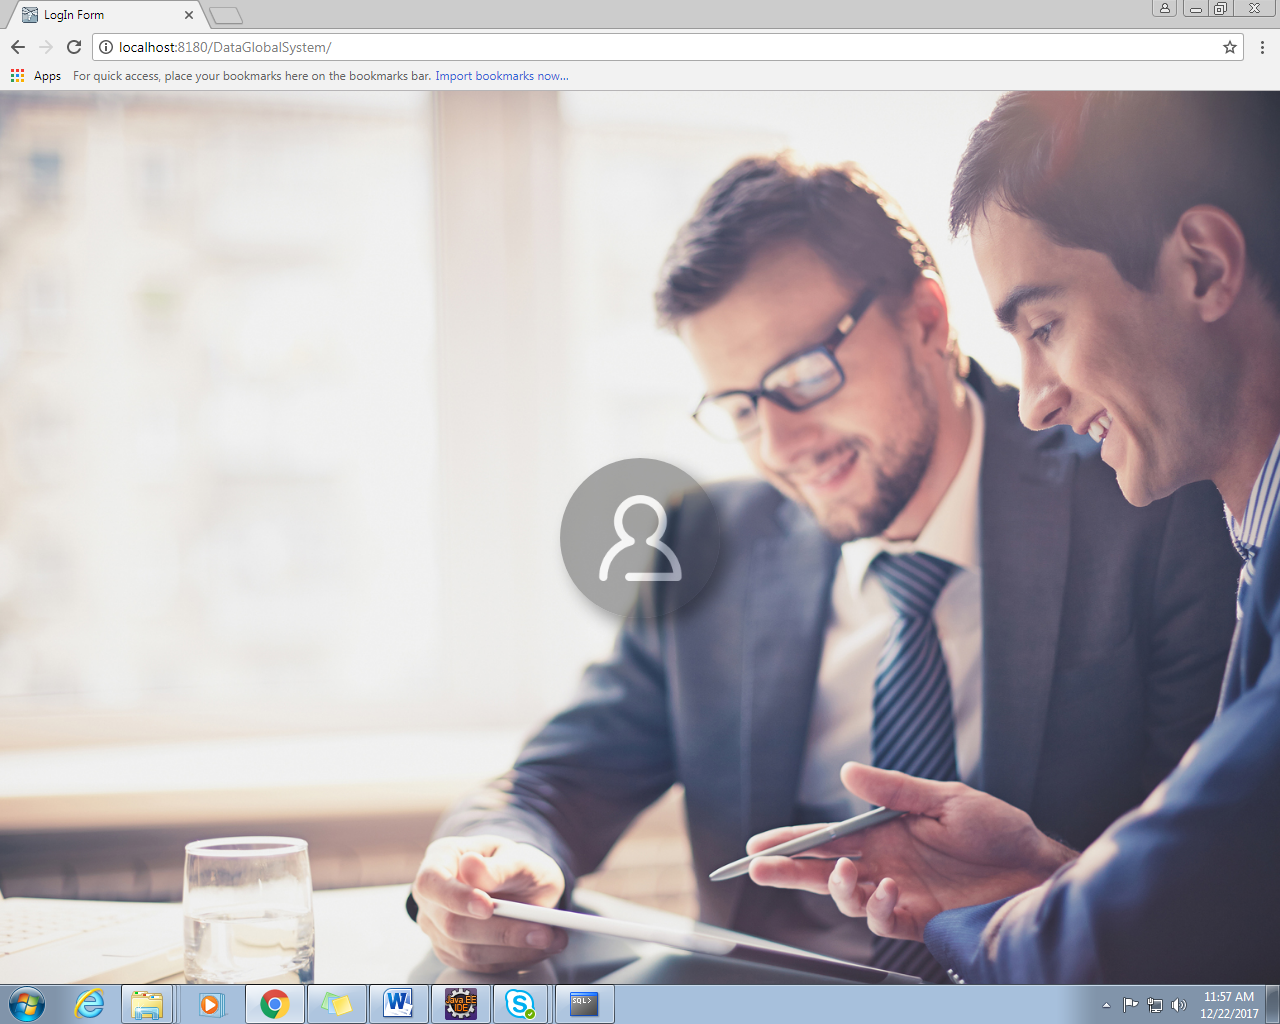 LogIn Form
localhost:8180/DataGlobalSystem/
Apps For quick access, place your bookmarks here on the bookmarks bar. Import bookmarks now...
Java EE
IDE
SQL>
11:57 AM
12/22/2017